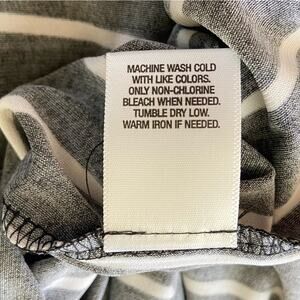 MACHINE WASH COLD
WITH LIKE COLORS.
ONLY NON-CHLORINE
BLEACH WHEN NEEDED.
TUMBLE DRY LOW.
WARM IRON IF NEEDED.